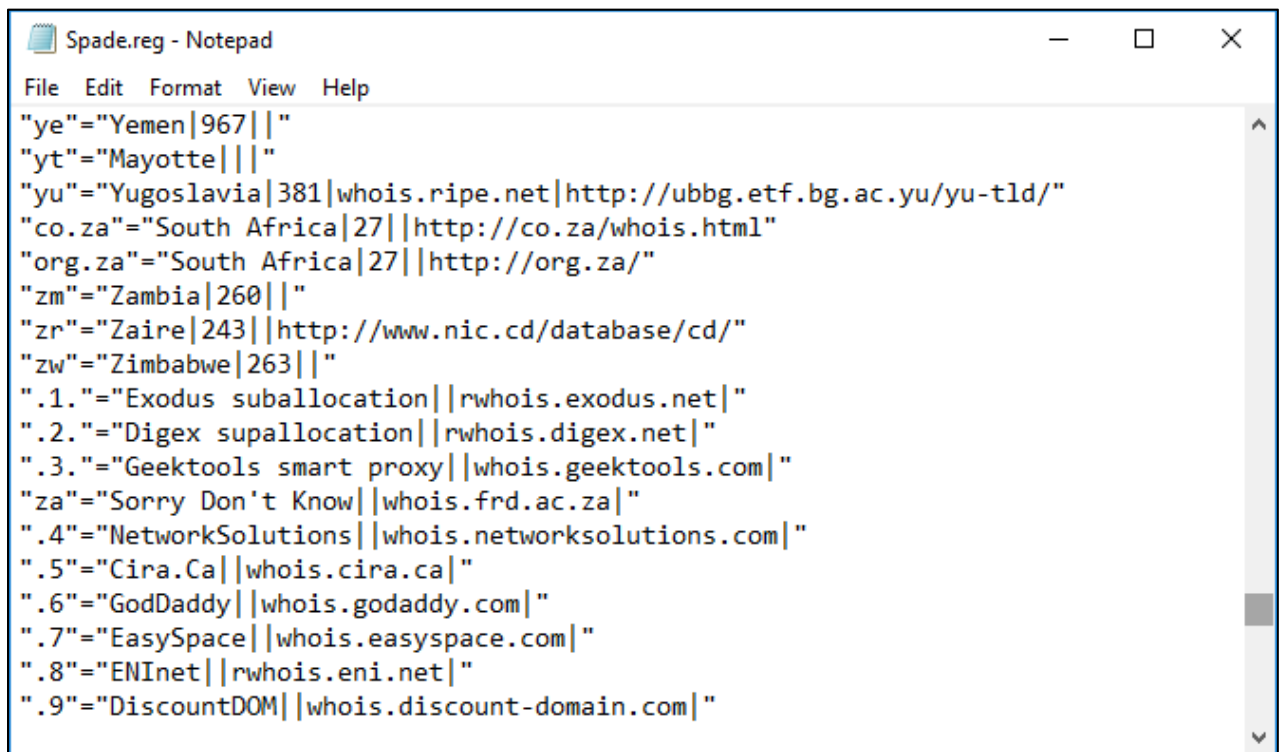 Spade.reg - Notepad
File Edit Format View Help
"ye"="Yemen|967||"
"yt"="Mayotte|||"
"yu"="Yugoslavia|381|whois.ripe.net|http://ubbg.etf.bg.ac.yu/yu-tld/"
"co.za"="South Africa|27||http://co.za/whois.html"
"org.za"="South Africa|27||http://org.za/"
"zm"="Zambia|260||"
"zr"="Zaire|243||http://www.nic.cd/database/cd/"
"zw"="Zimbabwe|263||"
".1."="Exodus suballocation||rwhois.exodus.net|"
".2."="Digex supallocation||rwhois.digex.net|"
".3."="Geektools smart proxy||whois.geektools.com|"
"za"="Sorry Don't Know||whois.frd.ac.za|"
".4"="NetworkSolutions||whois.networksolutions.com|"
".5"="Cira.Ca||whois.cira.ca|"
".6"="GodDaddy||whois.godaddy.com|"
".7"="EasySpace||whois.easyspace.com|"
".8"="ENInet||rwhois.eni.net|"
".9"="DiscountDOM||whois.discount-domain.com|"